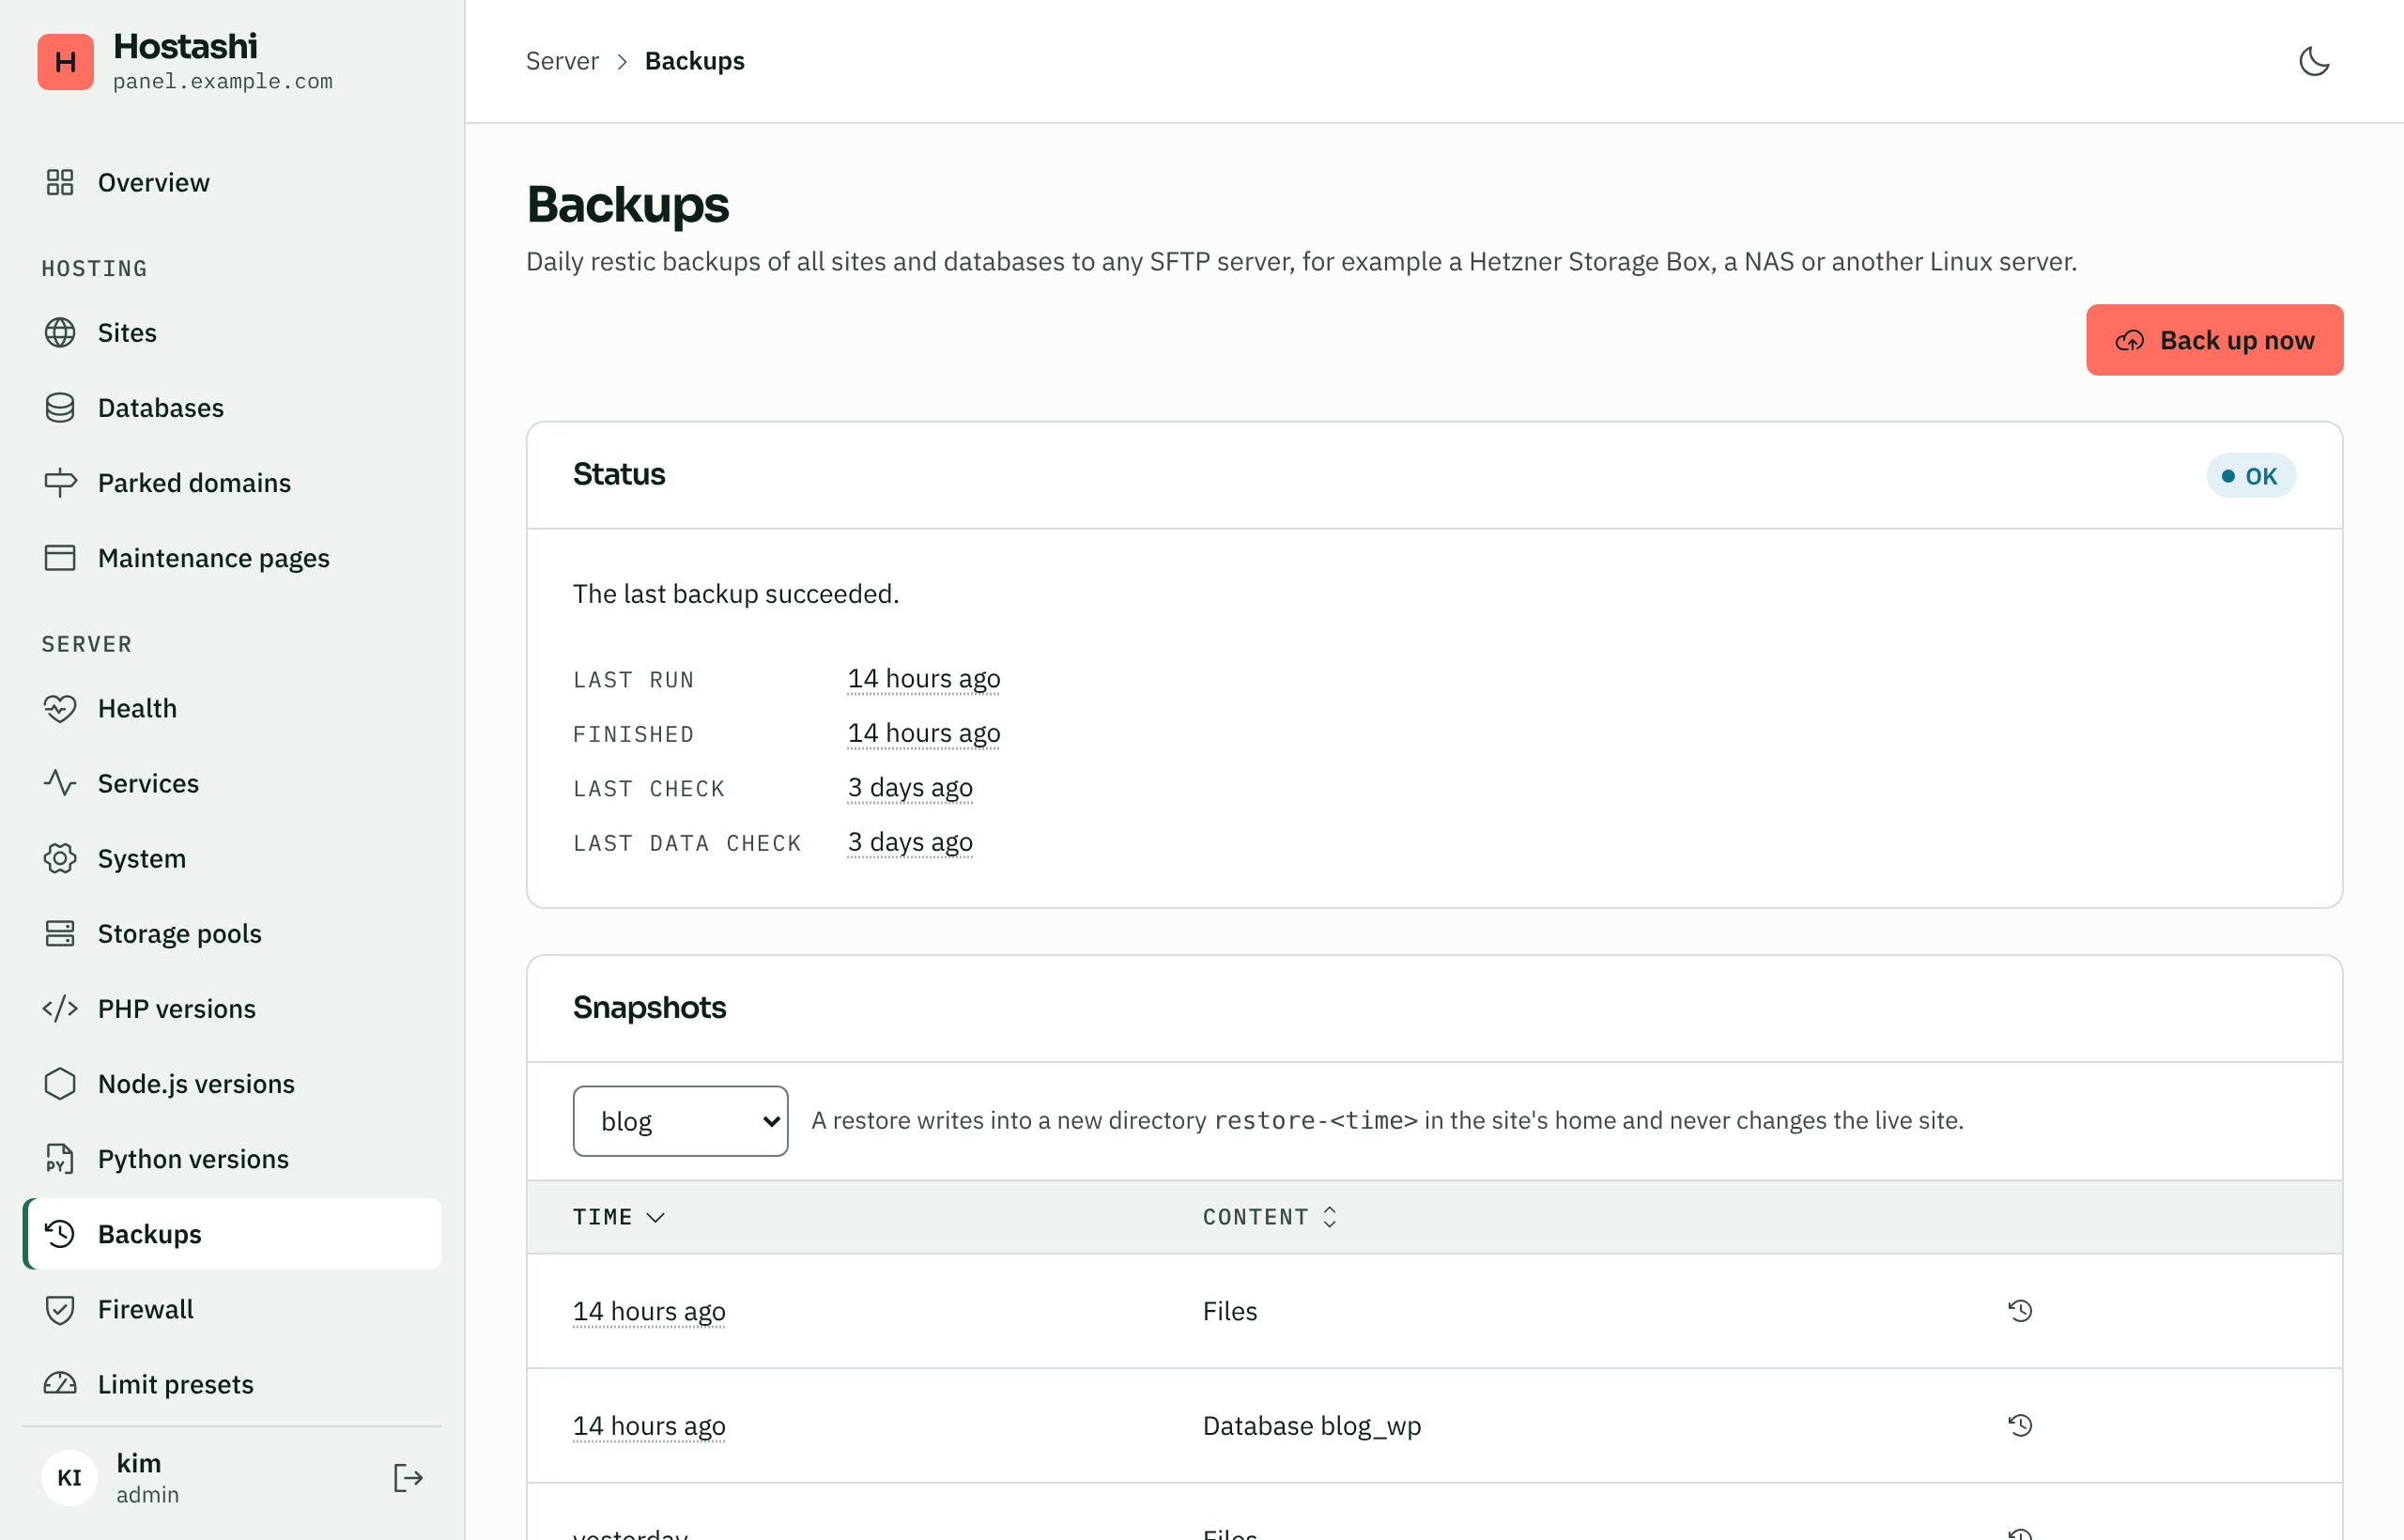 H
Hostashi
panel.example.com
Overview
HOSTING
Sites
Databases
Parked domains
Maintenance pages
SERVER
Health
Services
System
Storage pools
PHP versions
Node.js versions
PY
Python versions
Backups
Firewall
Limit presets
KI
kim
admin
Server
Backups
Backups
Daily restic backups of all sites and databases to any SFTP server, for example a Hetzner Storage Box, a NAS or another Linux server.
Back up now
Status
OK
The last backup succeeded.
LAST RUN 14 hours ago
FINISHED 14 hours ago
LAST CHECK 3 days ago
LAST DATA CHECK 3 days ago
Snapshots
blog
A restore writes into a new directory restore-<time> in the site's home and never changes the live site.
TIME CONTENT
14 hours ago Files
14 hours ago Database blog_wp
yesterday Files